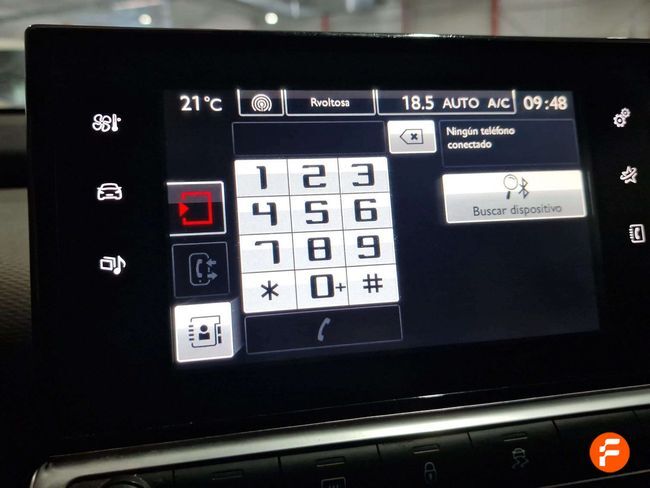 21°C
Rvoltosa
18.5 AUTO A/C
09:48
Ningún teléfono
conectado
1 2 3
4 5 6
7 8 9
* 0+ #
Buscar dispositivo